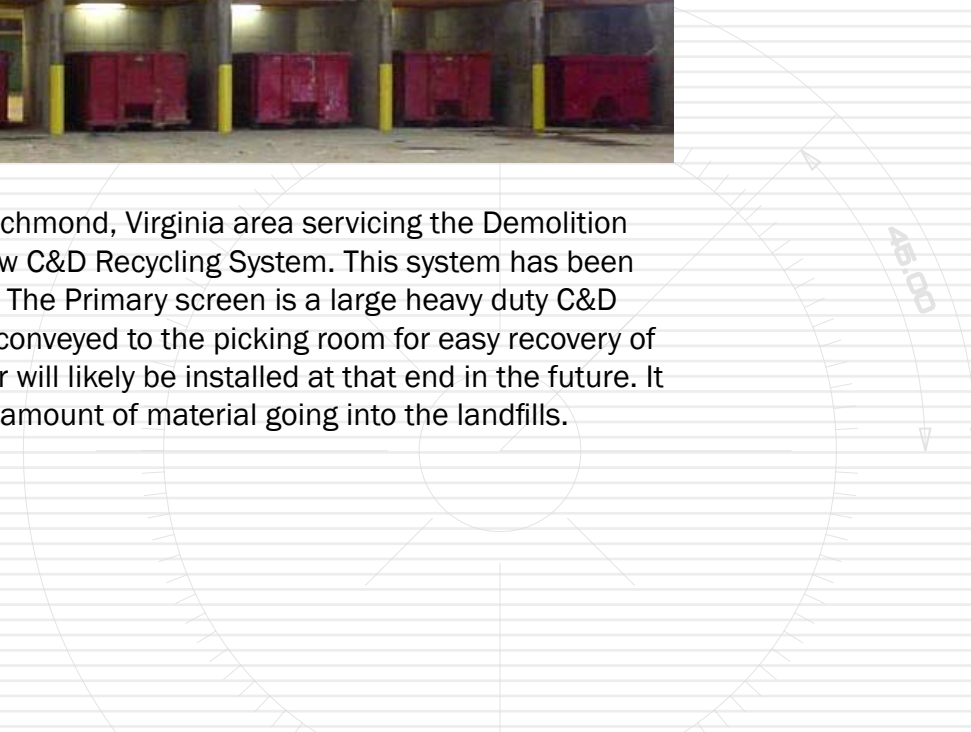 chmond, Virginia area servicing the Demolition
w C&D Recycling System. This system has been
The Primary screen is a large heavy duty C&D
conveyed to the picking room for easy recovery of
r will likely be installed at that end in the future. It
amount of material going into the landfills.
45.00